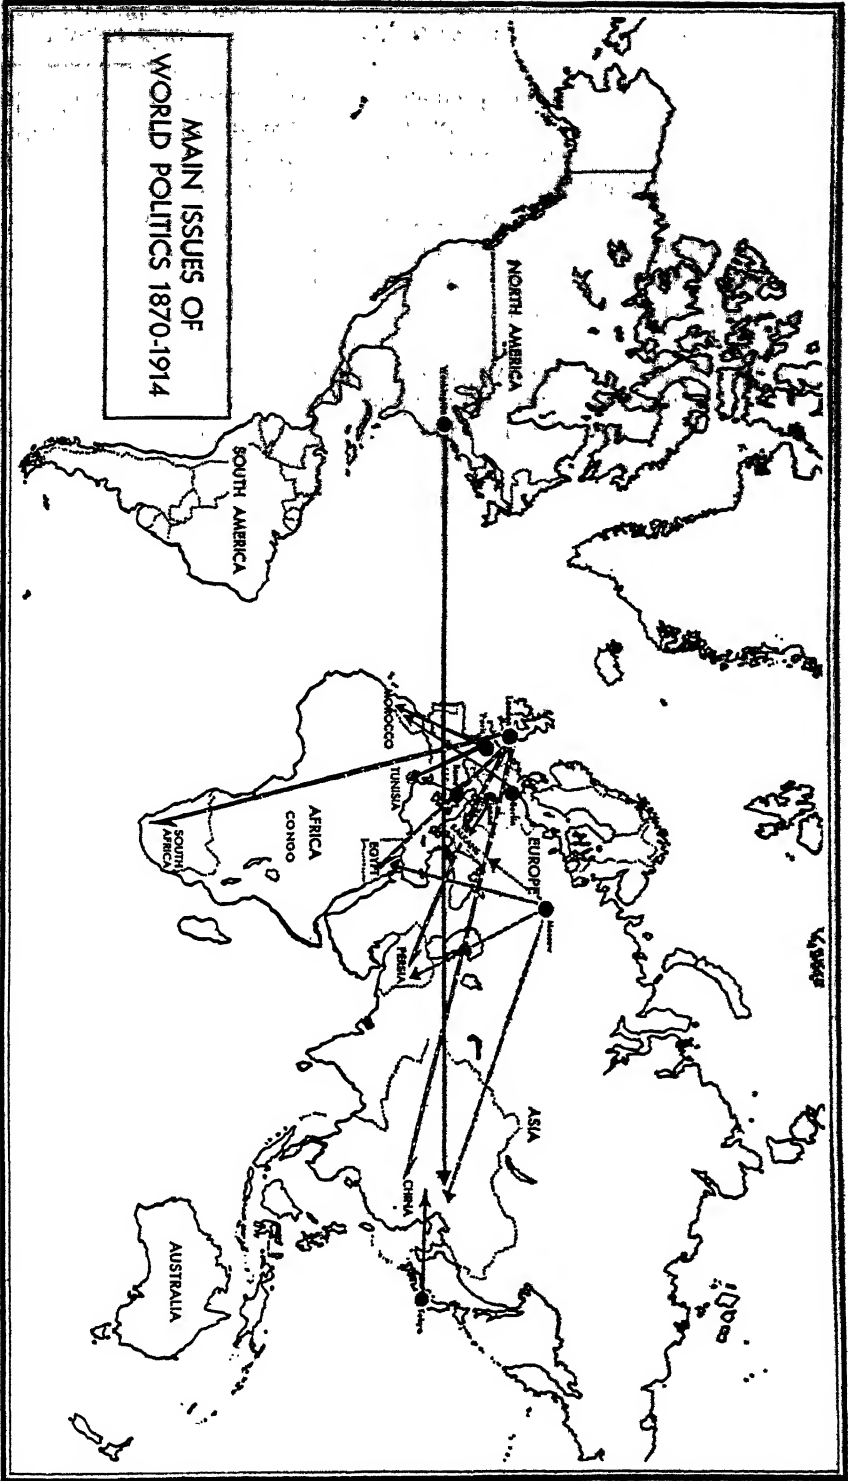 MAIN ISSUES OF
WORLD POLITICS 1870-1914
NORTH AMERICA
SOUTH AMERICA
MOROCCO
TUNISIA
AFRICA
CONGO
EGYPT
SOUTH
AFRICA
EUROPE
PERSIA
ASIA
CHINA
AUSTRALIA